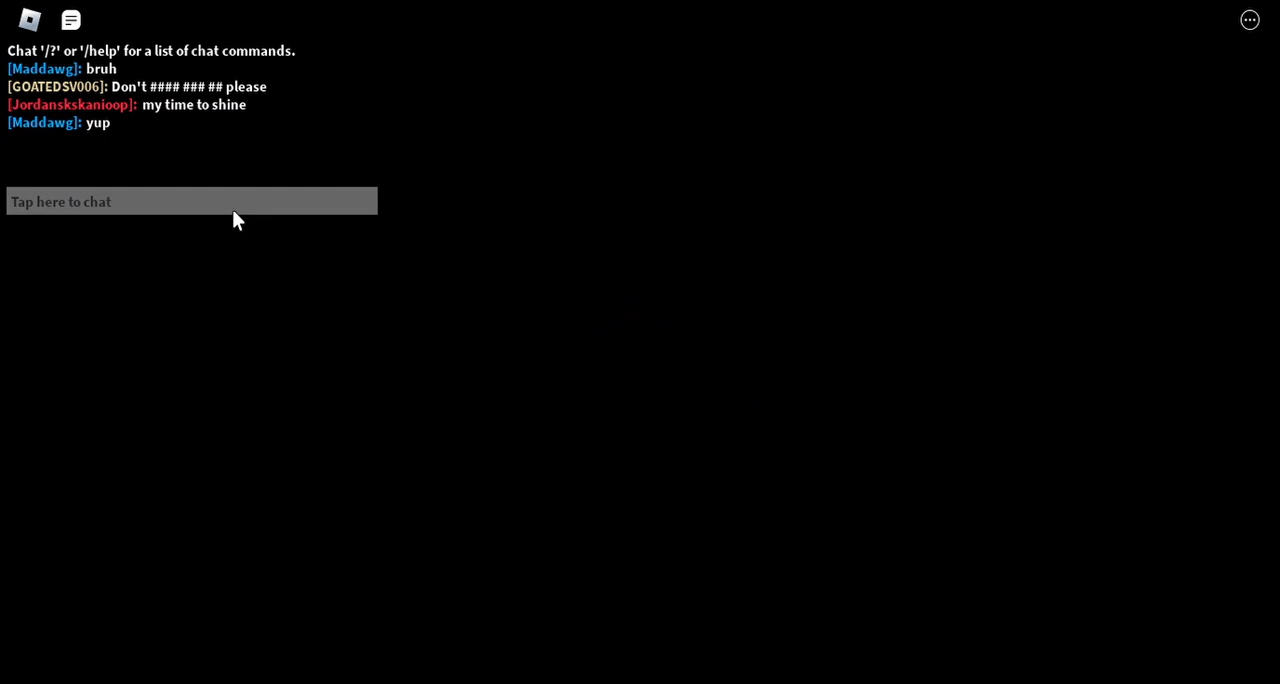 Chat '/?' or '/help' for a list of chat commands.
[Maddawg]: bruh
[GOATEDSV006]: Don't #### ### ## please
[Jordanskskanioop]: my time to shine
[Maddawg]: yup
Tap here to chat